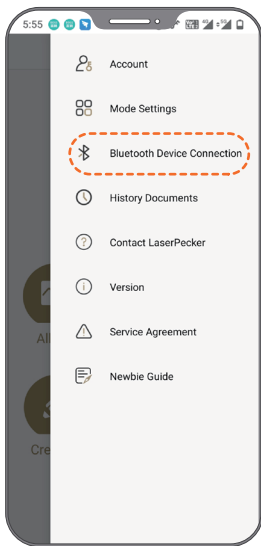 5:55
Account
Mode Settings
Bluetooth Device Connection
History Documents
Contact LaserPecker
Version
Service Agreement
Newbie Guide
All
Cre